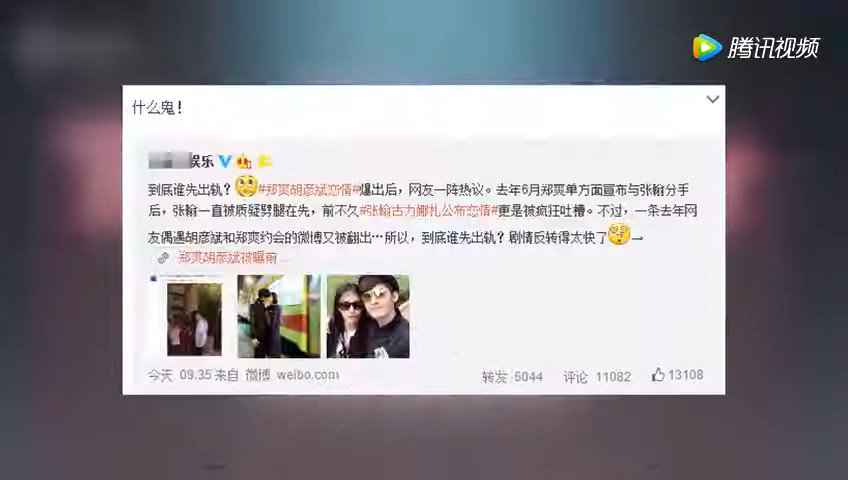 腾讯视频
什么鬼!
娱乐
到底谁先出轨?#郑爽胡彦斌恋情#爆出后,网友一阵热议。去年6月郑爽单方面宣布与张翰分手
后,张翰一直被质疑劈腿在先,前不久#张翰古力娜扎公布恋情#更是被疯狂吐槽。不过,一条去年网
友偶遇胡彦斌和郑爽约会的微博又被翻出…所以,到底谁先出轨?剧情反转得太快了→
郑爽胡彦斌被曝前...
今天 09:35 来自 微博 weibo.com
转发 5044 评论 11082 13108